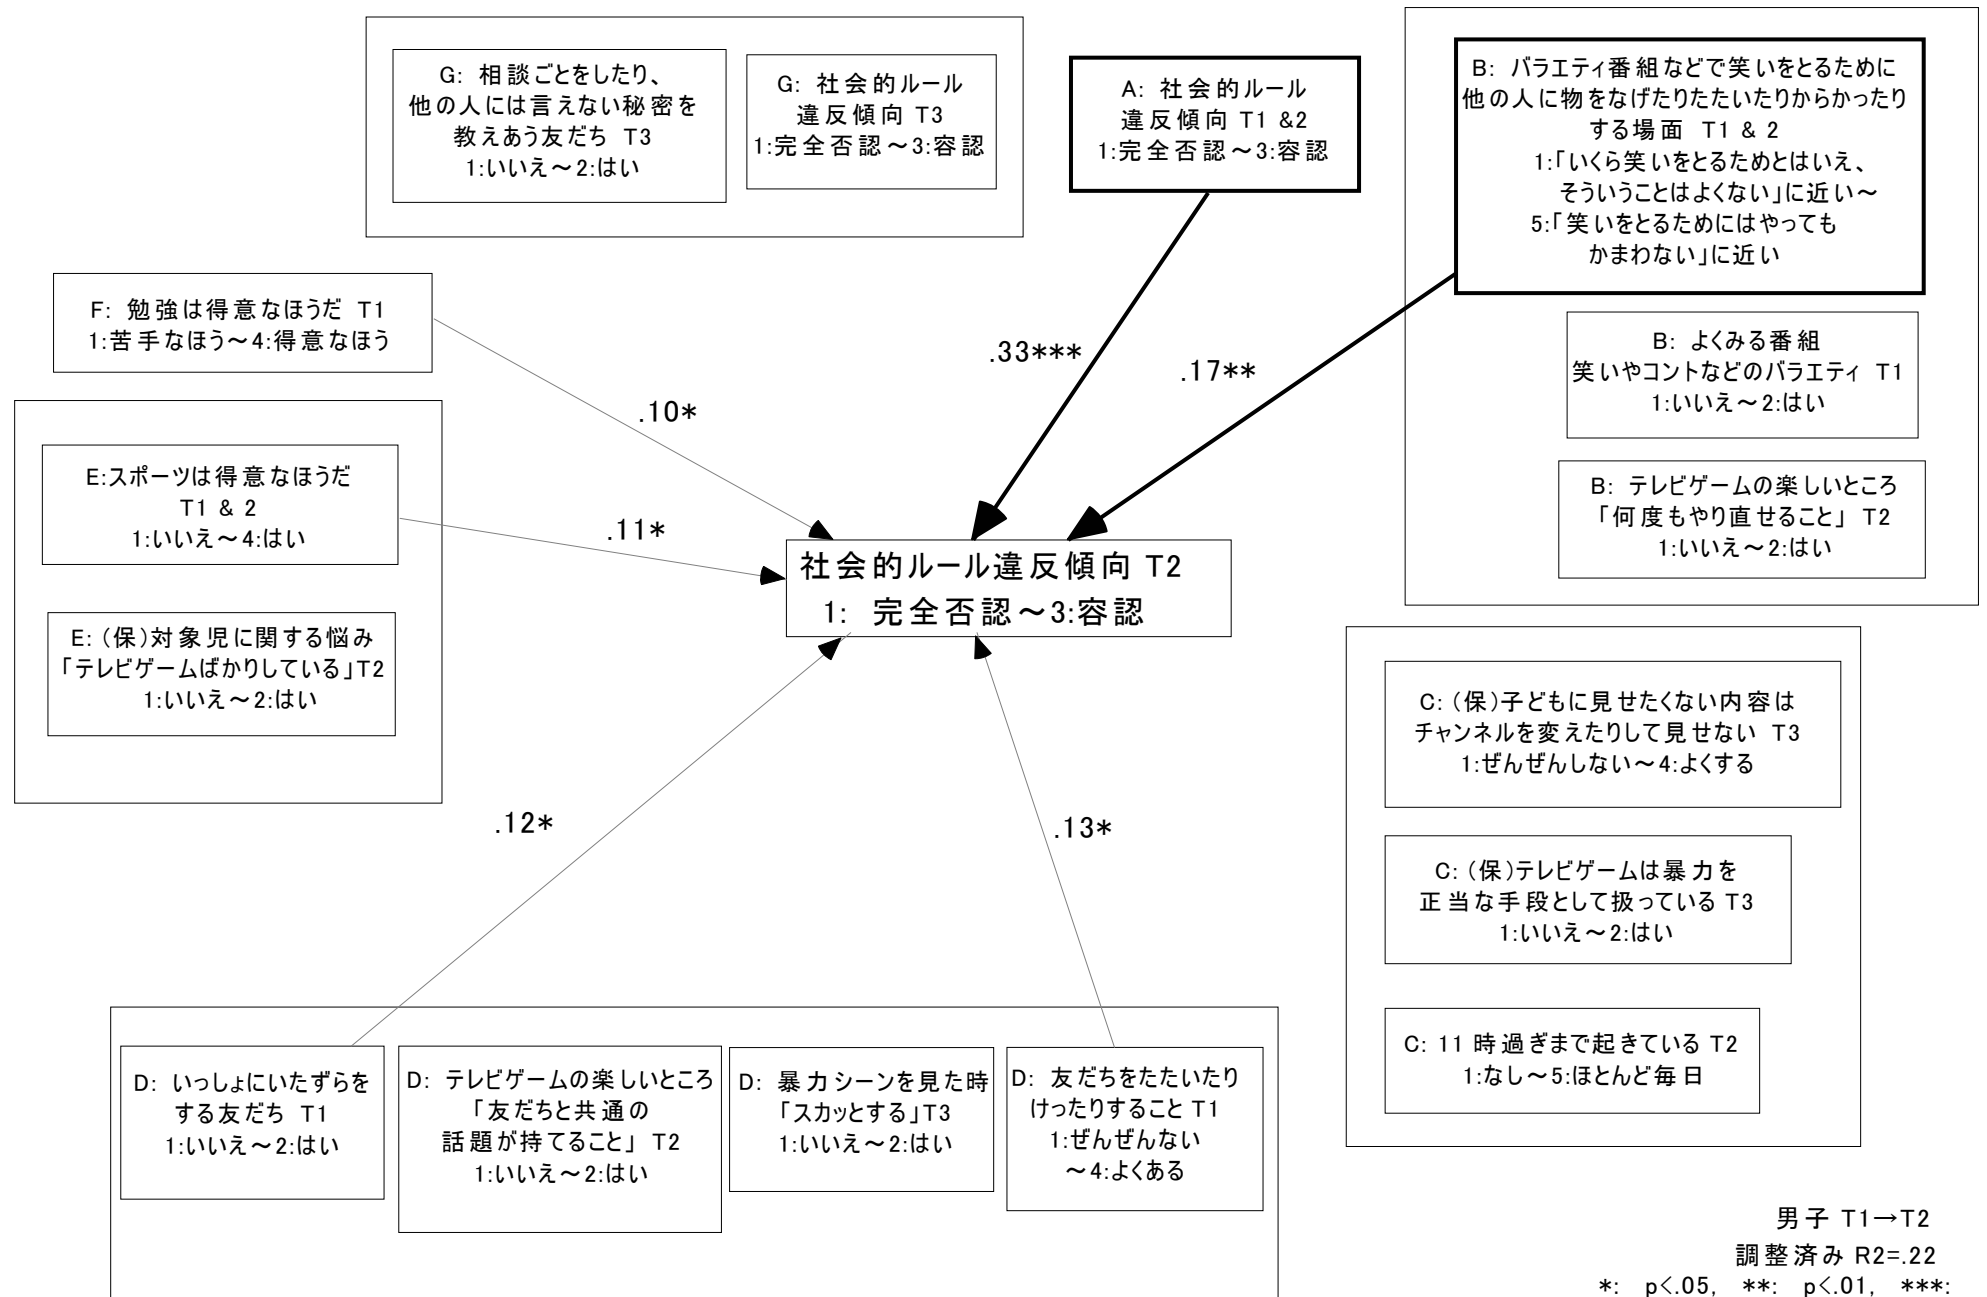 G: 相談ごとをしたり、
他の人には言えない秘密を
教えあう友だち T3
1:いいえ～2:はい
G: 社会的ルール
違反傾向 T3
1:完全否認～3:容認
A: 社会的ルール
違反傾向 T1 &2
1:完全否認～3:容認
B: バラエティ番組などで笑いをとるために
他の人に物をなげたりたたいたりからかったり
する場面 T1 & 2
1:「いくら笑いをとるためとはいえ、
そういうことはよくない」に近い～
5:「笑いをとるためにはやっても
かまわない」に近い
B: よくみる番組
笑いやコントなどのバラエティ T1
1:いいえ～2:はい
B: テレビゲームの楽しいところ
「何度もやり直せること」 T2
1:いいえ～2:はい
F: 勉強は得意なほうだ T1
1:苦手なほう～4:得意なほう
.33***
.17**
.10*
E:スポーツは得意なほうだ
T1 & 2
1:いいえ～4:はい
.11*
E:(保)対象児に関する悩み
「テレビゲームばかりしている」T2
1:いいえ～2:はい
社会的ルール違反傾向 T2
1: 完全否認～3:容認
C:(保)子どもに見せたくない内容は
チャンネルを変えたりして見せない T3
1:ぜんぜんしない～4:よくする
C:(保)テレビゲームは暴力を
正当な手段として扱っている T3
1:いいえ～2:はい
C: 11 時過ぎまで起きている T2
1:なし～5:ほとんど毎日
.12*
.13*
D: いっしょにいたずらを
する友だち T1
1:いいえ～2:はい
D: テレビゲームの楽しいところ
「友だちと共通の
話題が持てること」 T2
1:いいえ～2:はい
D: 暴力シーンを見た時
「スカッとする」T3
1:いいえ～2:はい
D: 友だちをたたいたり
けったりすること T1
1:ぜんぜんない
～4:よくある
男子 T1→T2
調整済み R2=.22
*: p<.05, **: p<.01, ***: